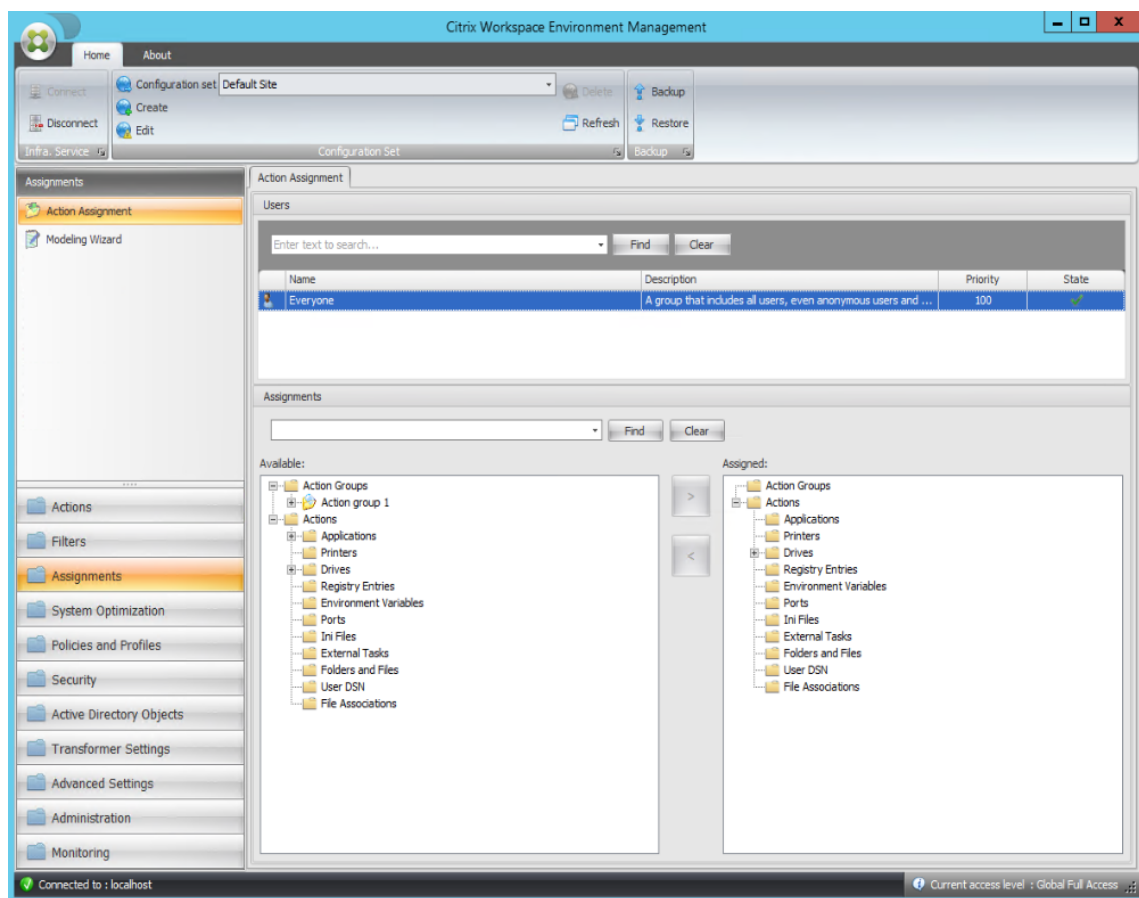 Citrix Workspace Environment Management
Home About
Connect
Disconnect
Infra. Service
Configuration set Default Site
Create
Edit
Delete
Refresh
Configuration Set
Backup
Restore
Backup
Assignments
Action Assignment
Modeling Wizard
Actions
Filters
Assignments
System Optimization
Policies and Profiles
Security
Active Directory Objects
Transformer Settings
Advanced Settings
Administration
Monitoring
Action Assignment
Users
Enter text to search... Find Clear
Name Description Priority State
Everyone A group that includes all users, even anonymous users and ... 100
Assignments
Find Clear
Available:
Action Groups
Action group 1
Actions
Applications
Printers
Drives
Registry Entries
Environment Variables
Ports
Ini Files
External Tasks
Folders and Files
User DSN
File Associations
>
<
Assigned:
Action Groups
Actions
Applications
Printers
Drives
Registry Entries
Environment Variables
Ports
Ini Files
External Tasks
Folders and Files
User DSN
File Associations
Connected to : localhost
Current access level : Global Full Access